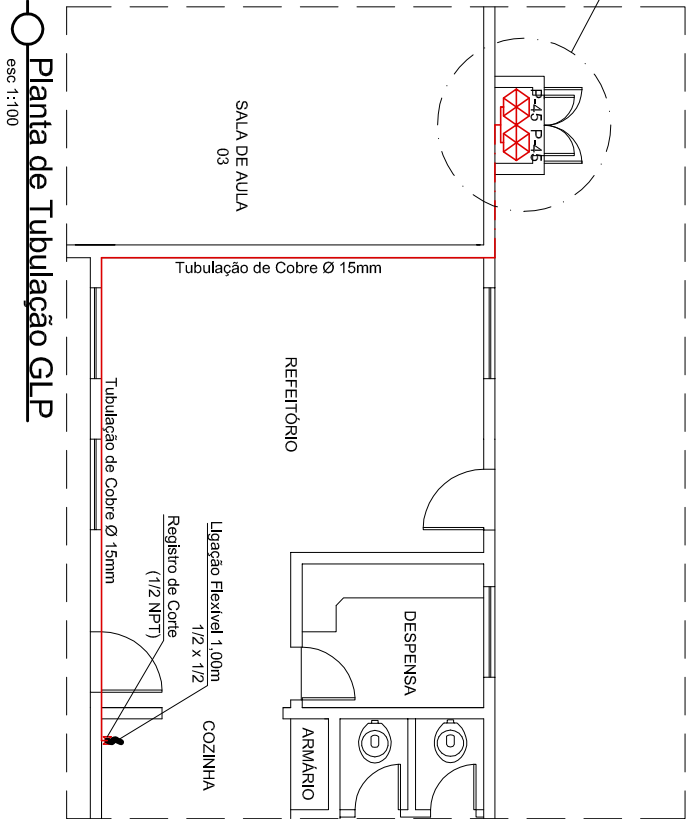 Planta de Tubulação GLP
esc 1:100
P-45 P-45
SALA DE AULA
03
Tubulação de Cobre Ø 15mm
REFEITÓRIO
Tubulação de Cobre Ø 15mm
Ligação Flexível 1,00m
1/2 x 1/2
Registro de Corte
(1/2 NPT)
DESPENSA
COZINHA
ARMÁRIO